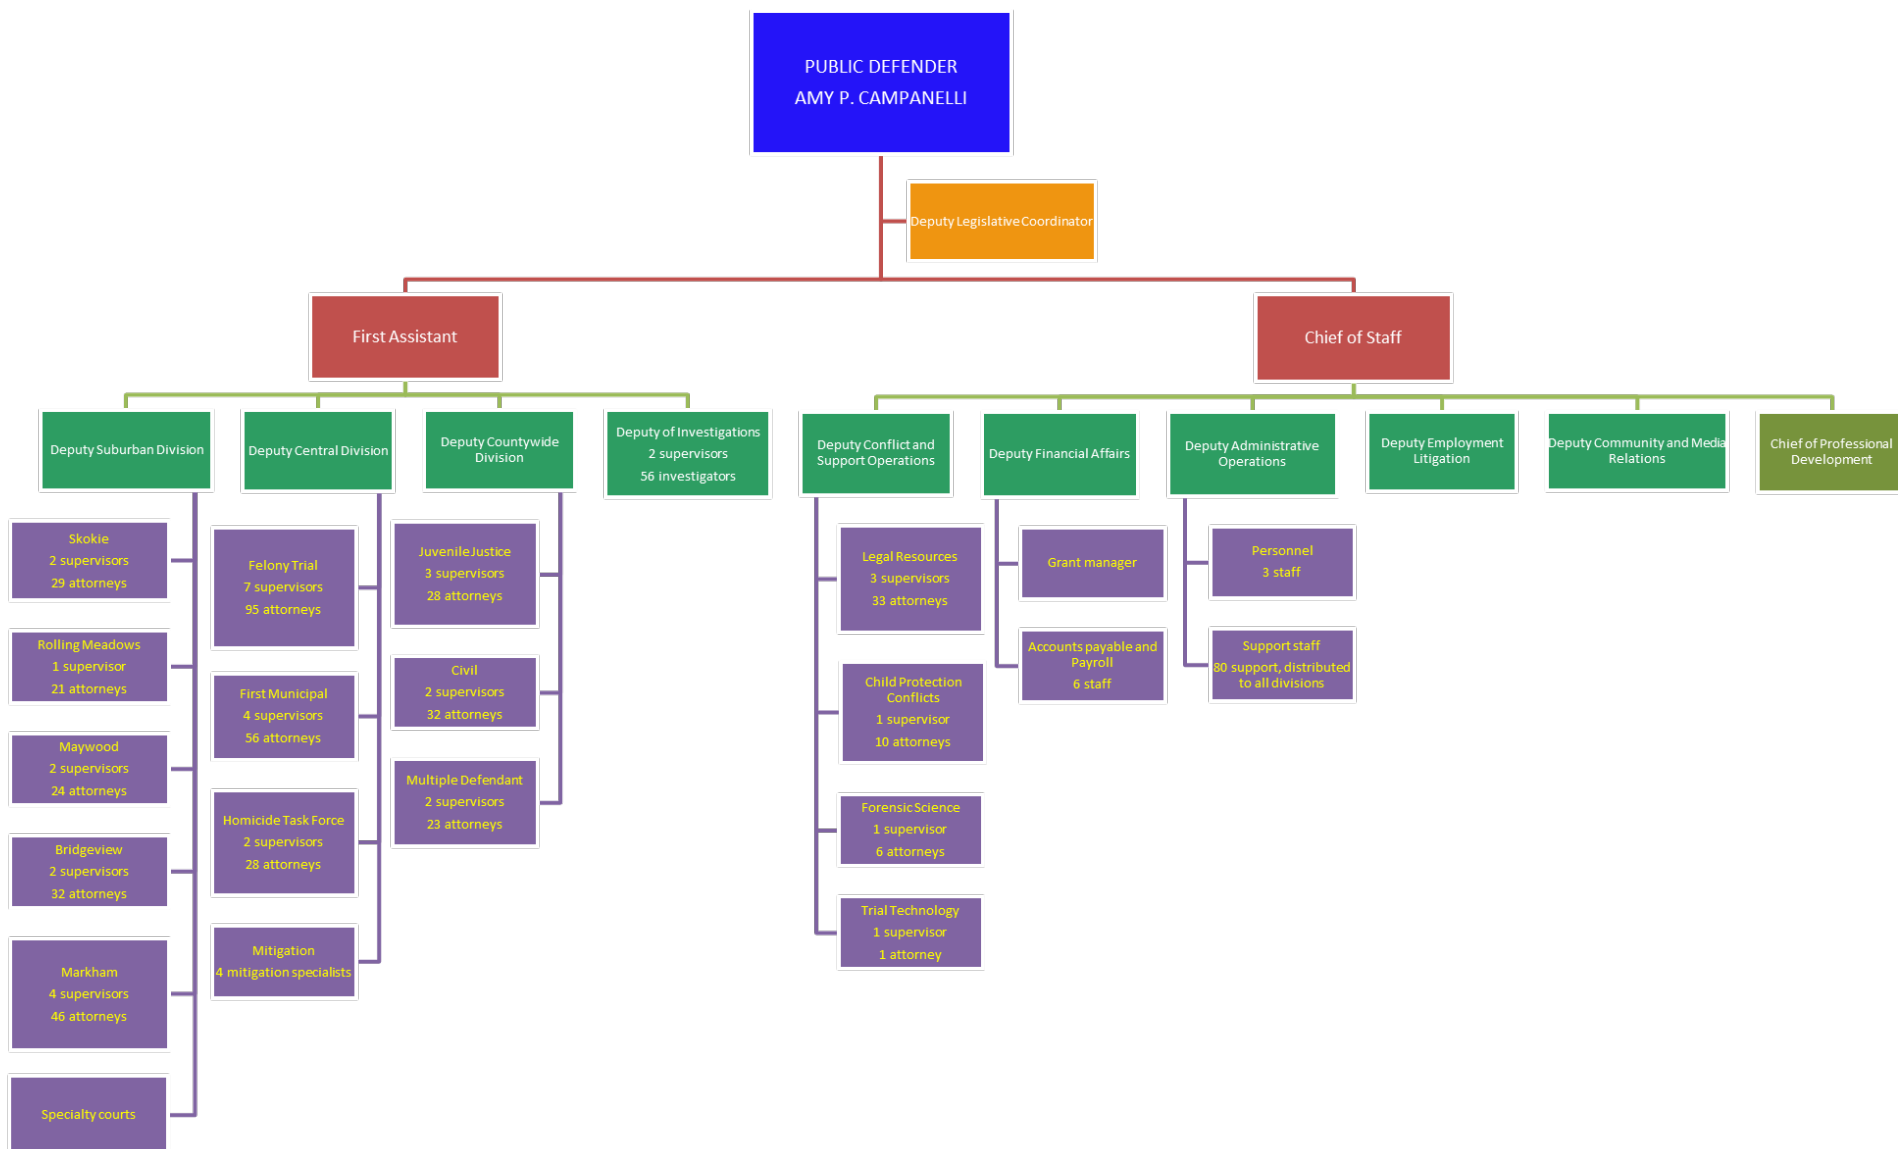 PUBLIC DEFENDER
AMY P. CAMPANELLI
Deputy Legislative Coordinator
First Assistant
Chief of Staff
Deputy Suburban Division
Deputy Central Division
Deputy Countywide
Division
Deputy of Investigations
2 supervisors
56 investigators
Deputy Conflict and
Support Operations
Deputy Financial Affairs
Deputy Administrative
Operations
Deputy Employment
Litigation
Deputy Community and Media
Relations
Chief of Professional
Development
Skokie
2 supervisors
29 attorneys
Rolling Meadows
1 supervisor
21 attorneys
Maywood
2 supervisors
24 attorneys
Bridgeview
2 supervisors
32 attorneys
Markham
4 supervisors
46 attorneys
Specialty courts
Felony Trial
7 supervisors
95 attorneys
First Municipal
4 supervisors
56 attorneys
Homicide Task Force
2 supervisors
28 attorneys
Mitigation
4 mitigation specialists
Juvenile Justice
3 supervisors
28 attorneys
Civil
2 supervisors
32 attorneys
Multiple Defendant
2 supervisors
23 attorneys
Legal Resources
3 supervisors
33 attorneys
Child Protection
Conflicts
1 supervisor
10 attorneys
Forensic Science
1 supervisor
6 attorneys
Trial Technology
1 supervisor
1 attorney
Grant manager
Accounts payable and
Payroll
6 staff
Personnel
3 staff
Support staff
80 support, distributed
to all divisions